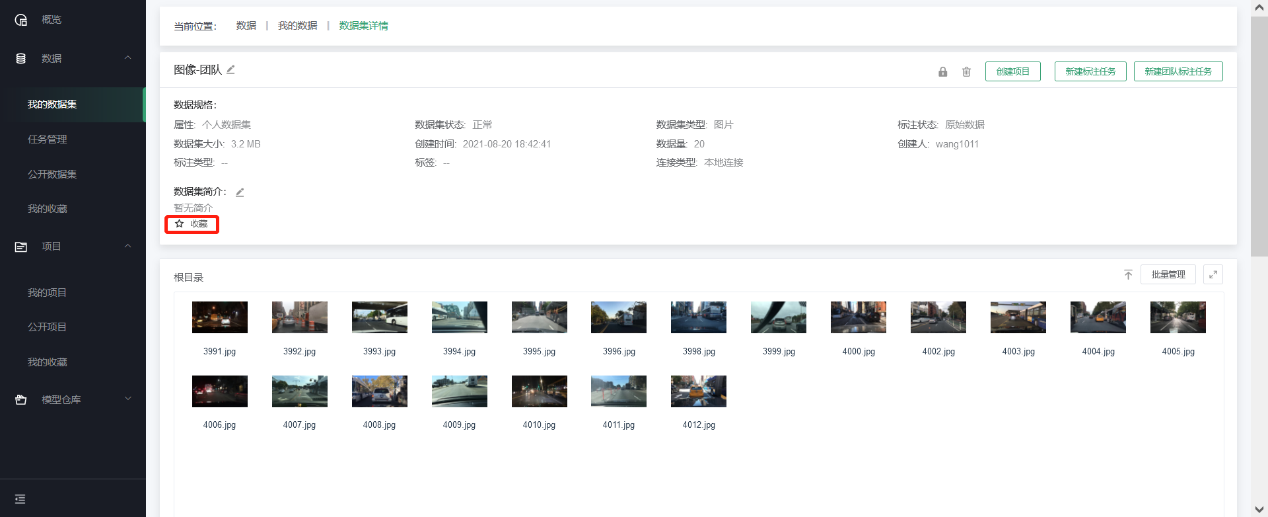 概览
数据
我的数据集
任务管理
公开数据集
我的收藏
项目
我的项目
公开项目
我的收藏
模型仓库
当前位置： 数据 | 我的数据 | 数据集详情
图像-团队
创建项目 新建标注任务 新建团队标注任务
数据规格：
属性: 个人数据集 数据集状态: 正常 数据集类型: 图片 标注状态: 原始数据
数据集大小: 3.2 MB 创建时间: 2021-08-20 18:42:41 数据量: 20 创建人: wang1011
标注类型: -- 标签: -- 连接类型: 本地连接
数据集简介：
暂无简介
收藏
根目录 批量管理
3991.jpg 3992.jpg 3993.jpg 3994.jpg 3995.jpg 3996.jpg 3998.jpg 3999.jpg 4000.jpg 4002.jpg 4003.jpg 4004.jpg 4005.jpg
4006.jpg 4007.jpg 4008.jpg 4009.jpg 4010.jpg 4011.jpg 4012.jpg